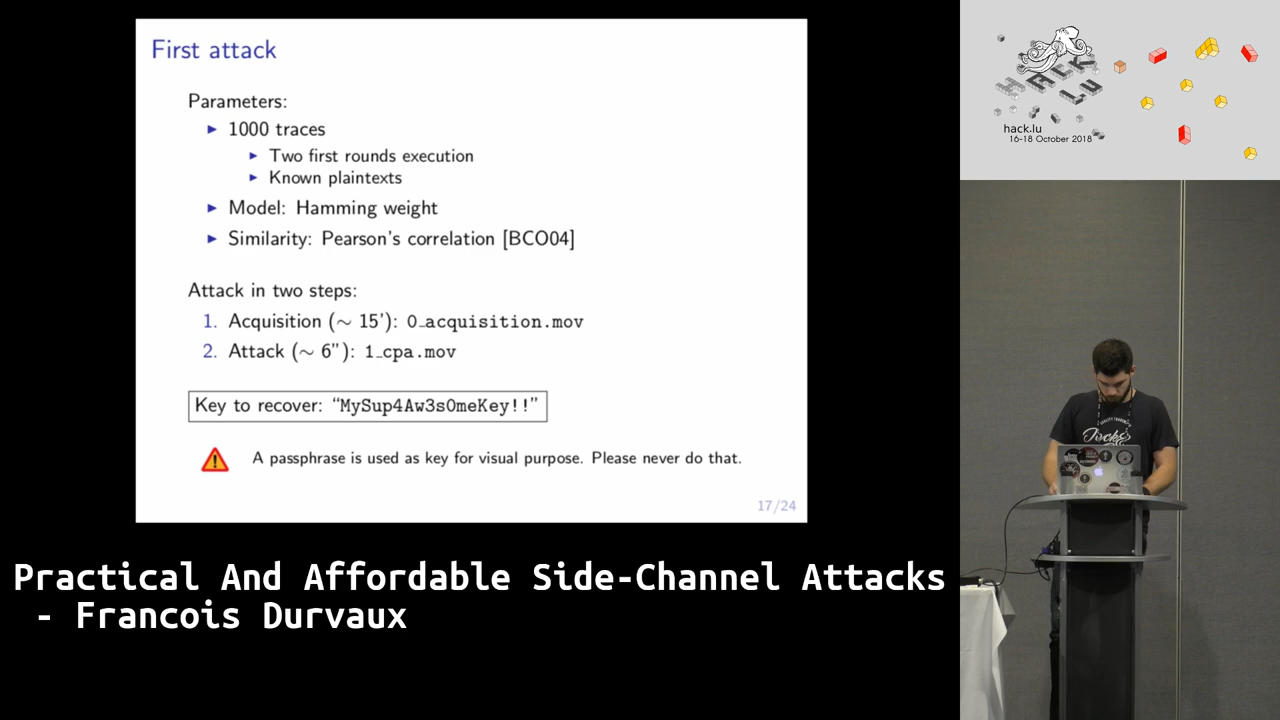 First attack
Parameters:
1000 traces
Two first rounds execution
Known plaintexts
Model: Hamming weight
Similarity: Pearson's correlation [BCO04]
Attack in two steps:
1. Acquisition (∼ 15'): 0_acquisition.mov
2. Attack (∼ 6”): 1_cpa.mov
Key to recover: “MySup4Aw3s0meKey!!”
A passphrase is used as key for visual purpose. Please never do that.
17/24
Practical And Affordable Side-Channel Attacks
- Francois Durvaux
HACK
LU
hack.lu
16-18 October 2018